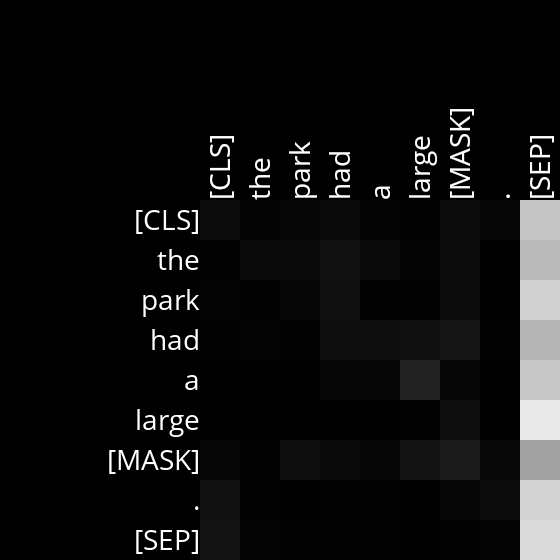 [CLS] the park had a large [MASK] . [SEP]
[CLS]
the
park
had
a
large
[MASK]
.
[SEP]